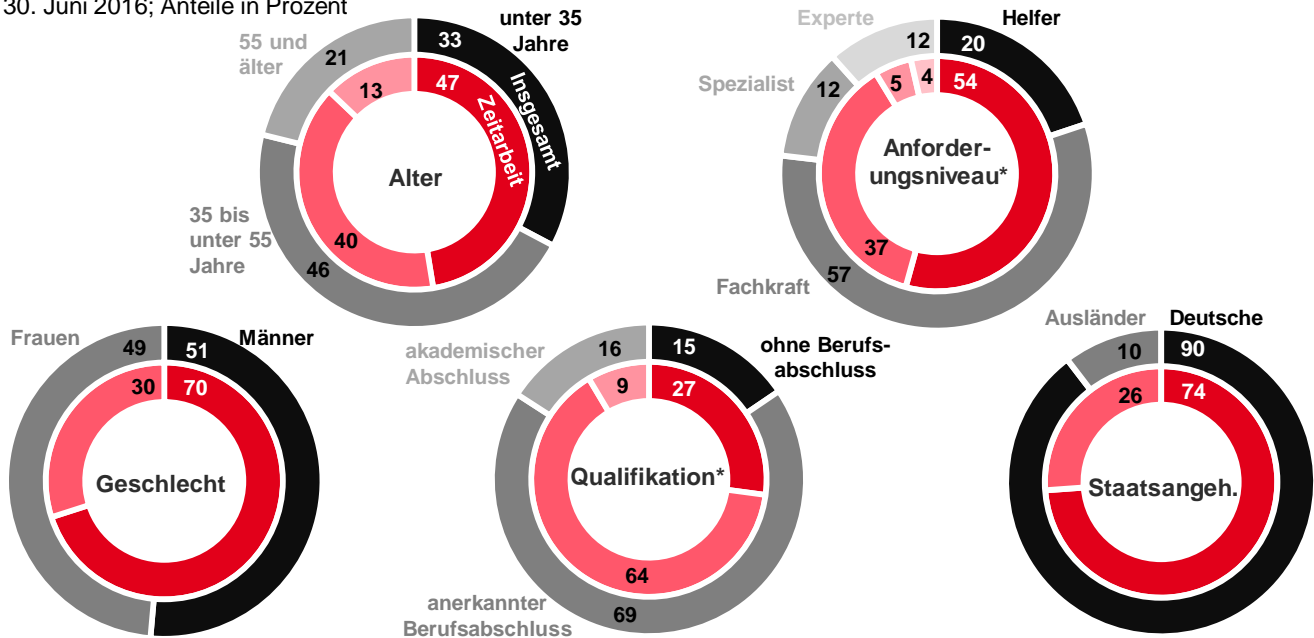 30. Juni 2016; Anteile in Prozent
55 und
älter
21
33
unter 35
Jahre
13
47
Insgesamt
Zeitarbeit
Alter
35 bis
unter 55
Jahre
40
46
Experte
12
20
Helfer
Spezialist
12
5
4
54
Anforder-
ungsniveau*
37
57
Fachkraft
Frauen
49
51
Männer
30
70
Geschlecht
akademischer
Abschluss
16
15
ohne Berufs-
abschluss
9
27
Qualifikation*
64
69
anerkannter
Berufsabschluss
Ausländer
Deutsche
10
90
26
74
Staatsangeh.